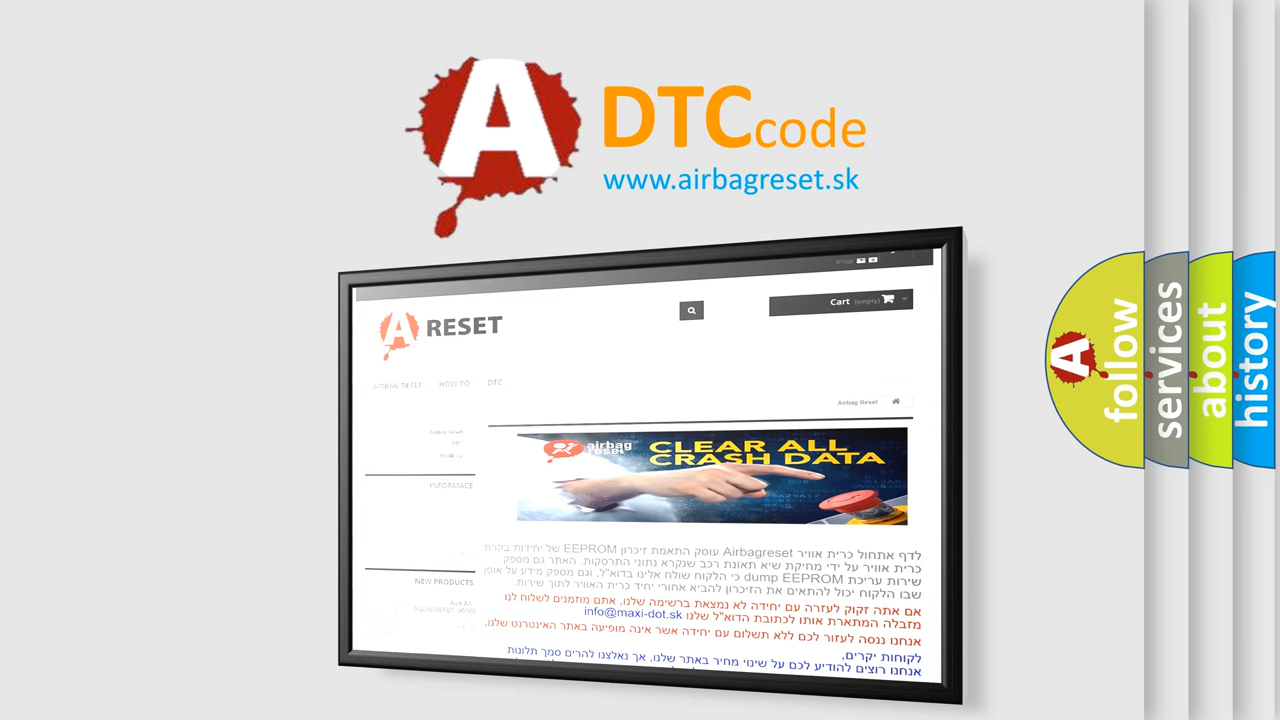 A
DTC code
www.airbagreset.sk
עברית
A RESET
Cart (empty)
AIRBAG RESET HOW TO DTC
Airbag Reset
Airbag Reset
HOW TO
INFORMACE
airbag
reset
CLEAR ALL
CRASH DATA
NEW PRODUCTS
לדף אתחול כרית אוויר Airbagreset עוסק התאמת זיכרון EEPROM של יחידות בקרת
כרית אוויר על ידי מחיקת שיא תאונת רכב שנקרא נתוני התרסקות. האתר גם מספק
שירות עריכת dump EEPROM כי הלקוח שולח אלינו בדוא"ל, וגם מספק מידע על אופן
שבו הלקוח יכול להתאים את הזיכרון להביא אחורי יחיד כרית האוויר לתוך שירות.
אם אתה זקוק לעזרה עם יחידה לא נמצאת ברשימה שלנו, אתם מוזמנים לשלוח לנו
מזבלה המתארת אותו לכתובת הדוא"ל שלנו info@maxi-dot.sk
אנחנו ננסה לעזור לכם ללא תשלום עם יחידה אשר אינה מופיעה באתר האינטרנט שלנו.
לקוחות יקרים,
אנחנו רוצים להודיע לכם על שינוי מחיר באתר שלנו, אך נאלצנו להרים סמך תלונות
A follow
services
about
history